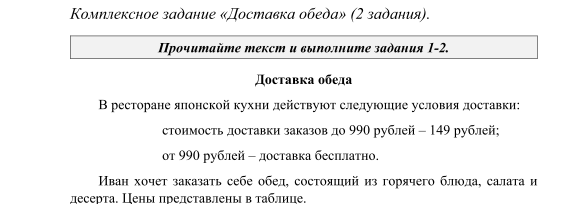 Комплексное задание «Доставка обеда» (2 задания).
Прочитайте текст и выполните задания 1-2.
Доставка обеда
В ресторане японской кухни действуют следующие условия доставки:
стоимость доставки заказов до 990 рублей – 149 рублей;
от 990 рублей – доставка бесплатно.
Иван хочет заказать себе обед, состоящий из горячего блюда, салата и
десерта. Цены представлены в таблице.